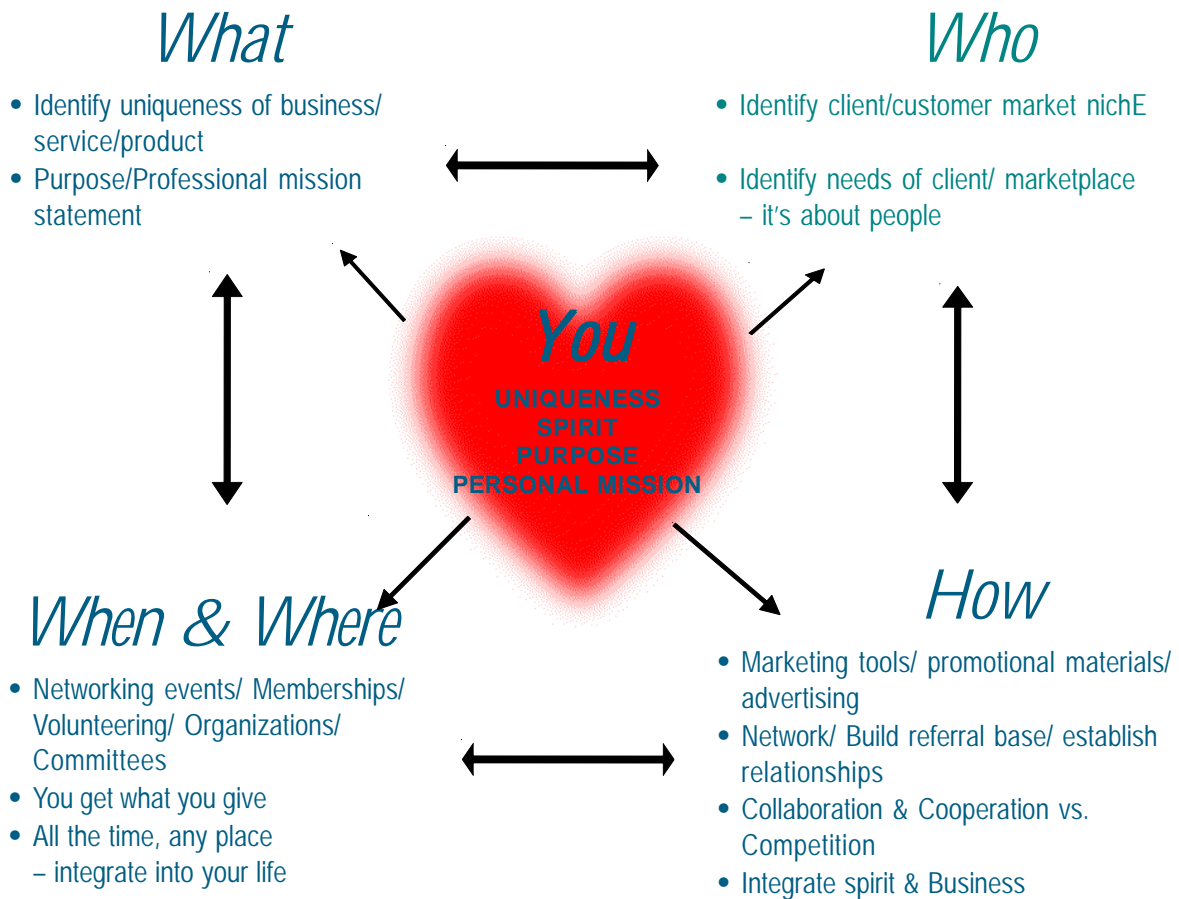 What
• Identify uniqueness of business/
service/product
• Purpose/Professional mission
statement
Who
• Identify client/customer market nichE
• Identify needs of client/ marketplace
– it's about people
You
UNIQUENESS
SPIRIT
PURPOSE
PERSONAL MISSION
When & Where
• Networking events/ Memberships/
Volunteering/ Organizations/
Committees
• You get what you give
• All the time, any place
– integrate into your life
How
• Marketing tools/ promotional materials/
advertising
• Network/ Build referral base/ establish
relationships
• Collaboration & Cooperation vs.
Competition
• Integrate spirit & Business